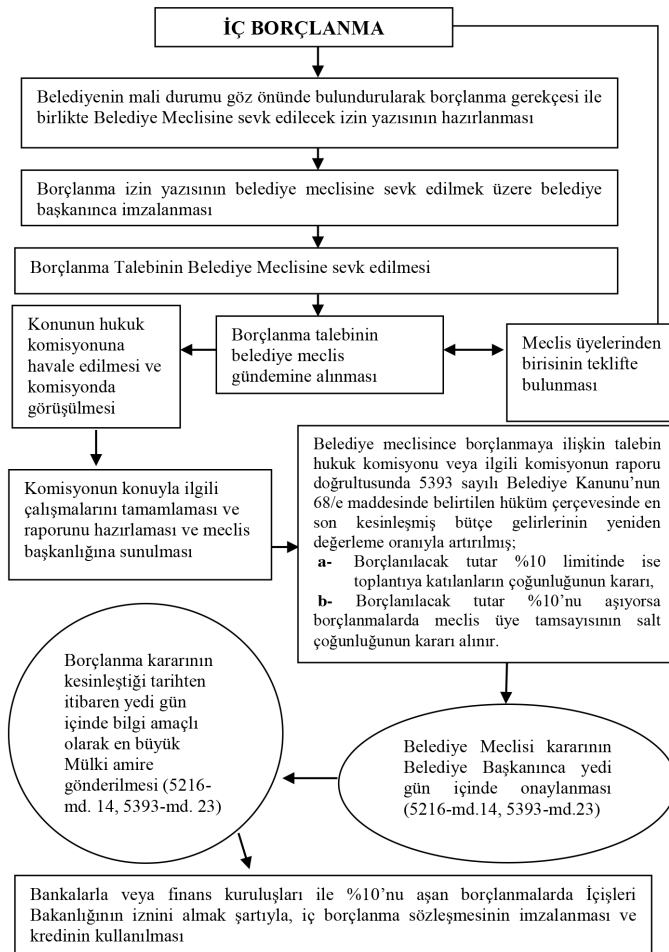 İÇ BORÇLANMA
Belediyenin mali durumu göz önünde bulundurularak borçlanma gerekçesi ile
birlikte Belediye Meclisine sevk edilecek izin yazısının hazırlanması
Borçlanma izin yazısının belediye meclisine sevk edilmek üzere belediye
başkanınca imzalanması
Borçlanma Talebinin Belediye Meclisine sevk edilmesi
Konunun hukuk
komisyonuna
havale edilmesi ve
komisyonda
görüşülmesi
Borçlanma talebinin
belediye meclis
gündemine alınması
Meclis üyelerinden
birisinin teklifte
bulunması
Komisyonun konuyla ilgili
çalışmalarını tamamlaması ve
raporunu hazırlaması ve meclis
başkanlığına sunulması
Belediye meclisince borçlanmaya ilişkin talebin
hukuk komisyonu veya ilgili komisyonun raporu
doğrultusunda 5393 sayılı Belediye Kanunu’nun
68/e maddesinde belirtilen hüküm çerçevesinde en
son kesinleşmiş bütçe gelirlerinin yeniden
değerleme oranıyla artırılmış;
a- Borçlanılacak tutar %10 limitinde ise
toplantıya katılanların çoğunluğunun kararı,
b- Borçlanılacak tutar %10’nu aşıyorsa
borçlanmalarda meclis üye tamsayısının salt
çoğunluğunun kararı alınır.
Borçlanma kararının
kesinleştiği tarihten
itibaren yedi gün
içinde bilgi amaçlı
olarak en büyük
Mülki amire
gönderilmesi (5216-
md. 14, 5393-md. 23)
Belediye Meclisi kararının
Belediye Başkanınca yedi
gün içinde onaylanması
(5216-md.14, 5393-md.23)
Bankalarla veya finans kuruluşları ile %10’nu aşan borçlanmalarda İçişleri
Bakanlığının iznini almak şartıyla, iç borçlanma sözleşmesinin imzalanması ve
kredinin kullanılması